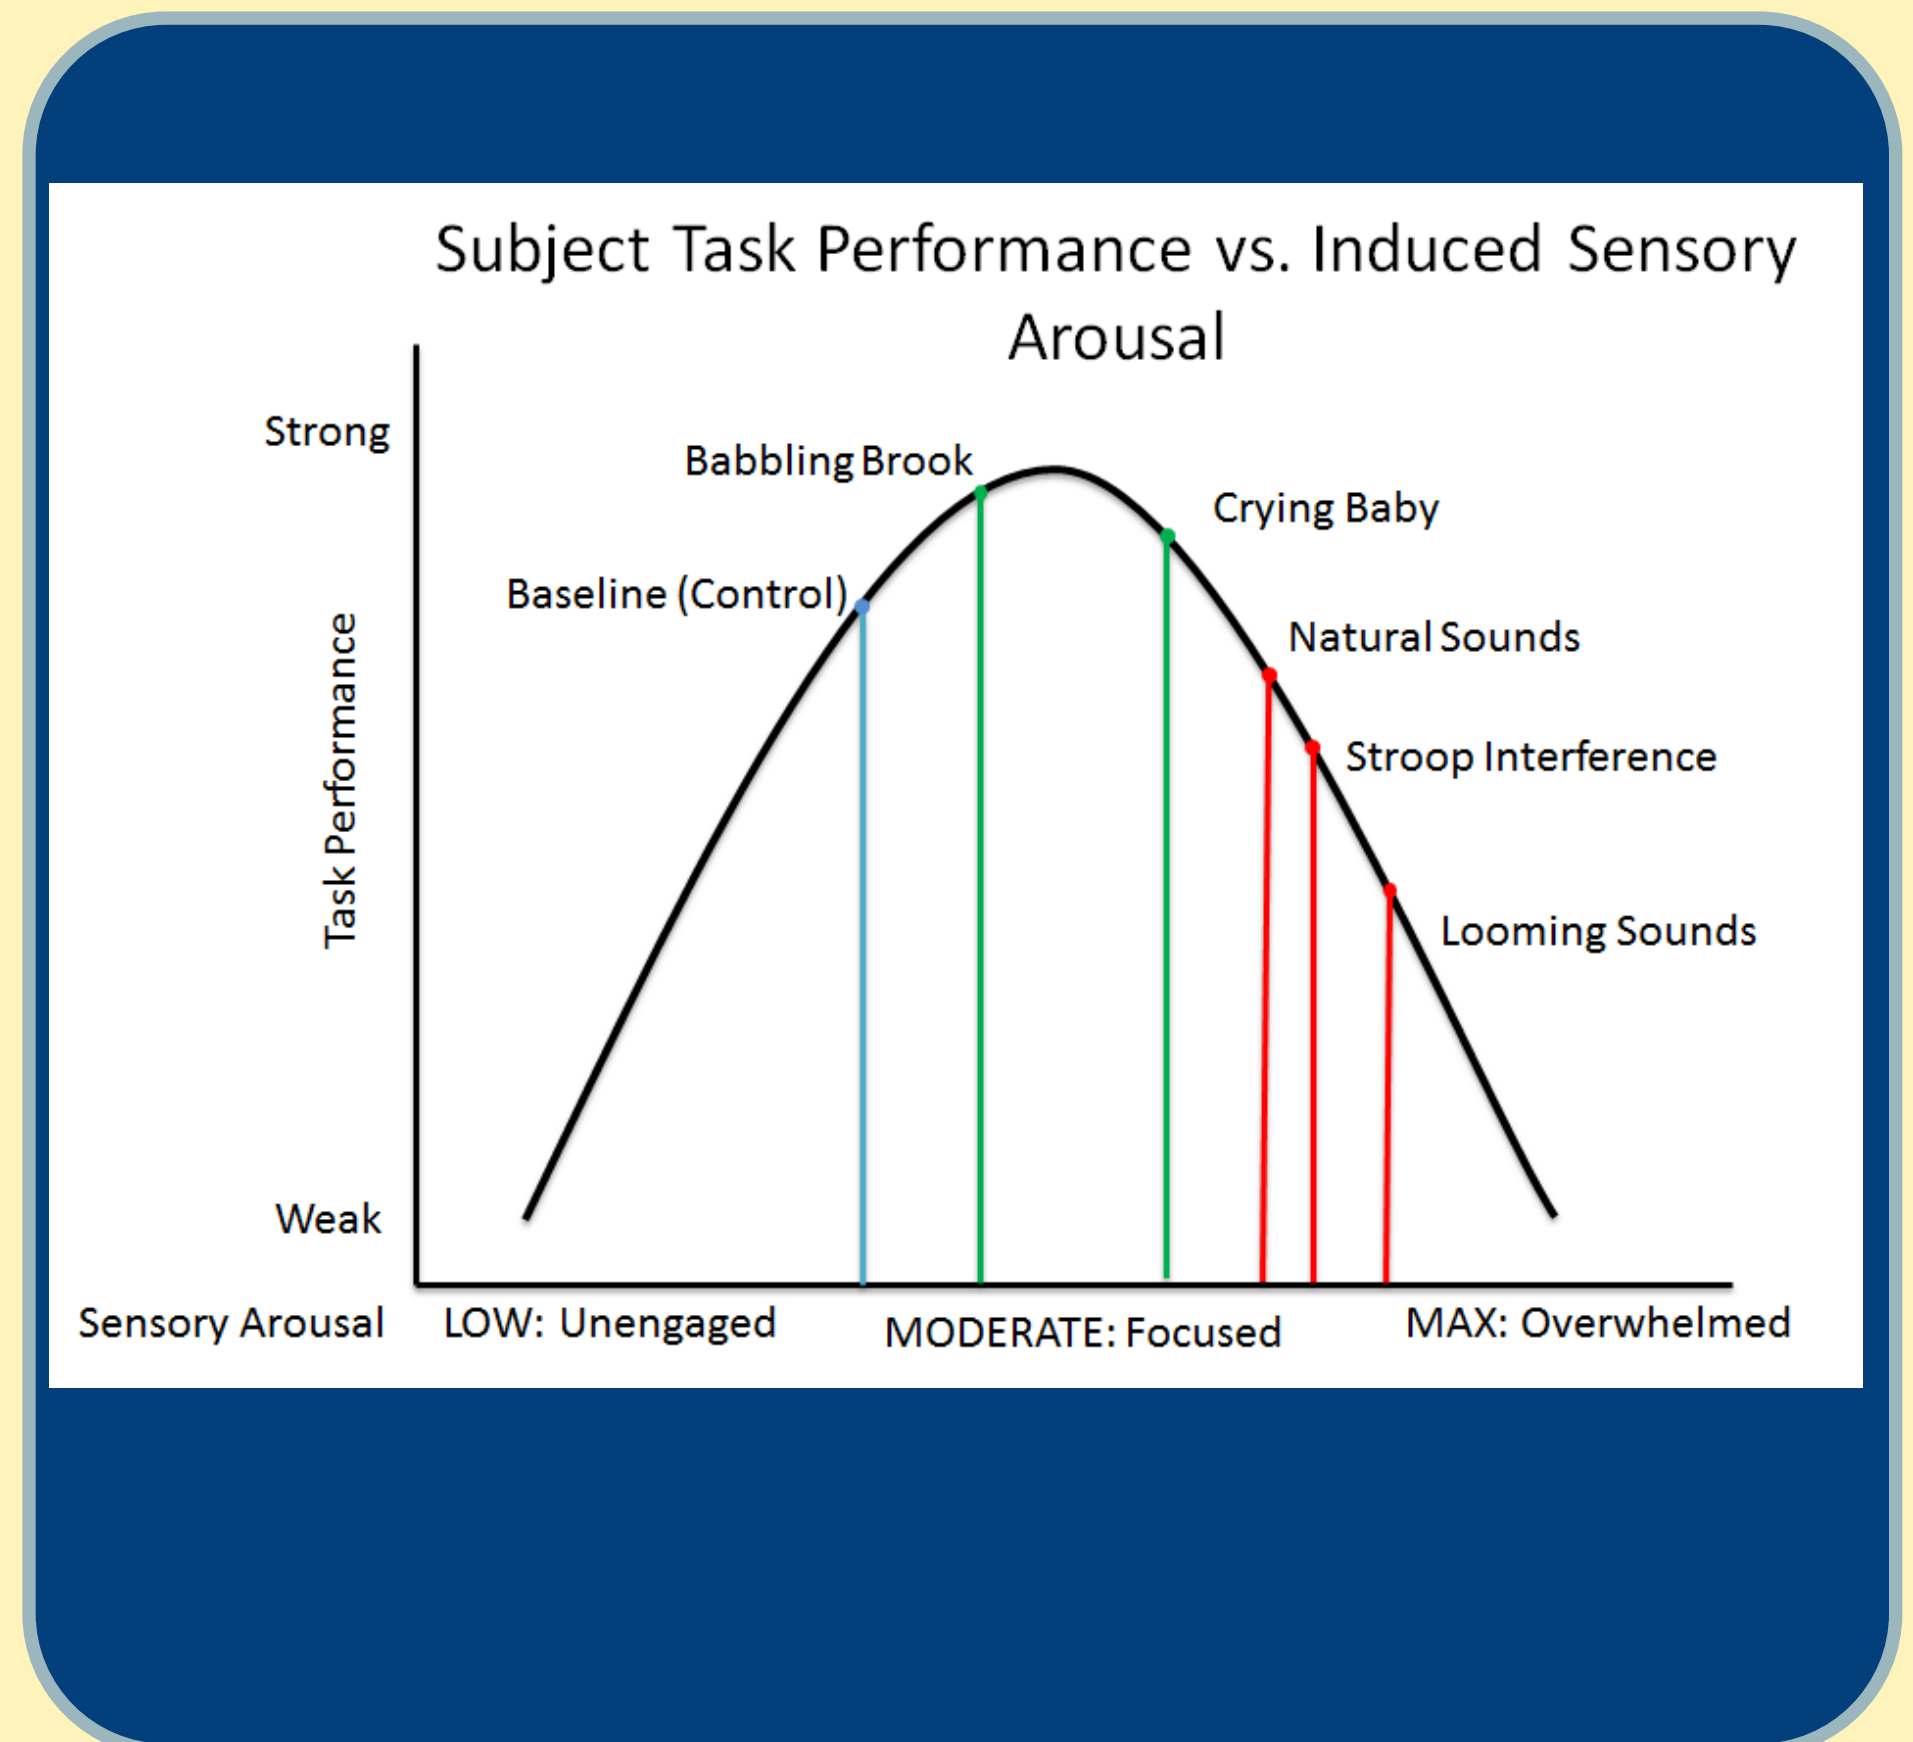 Subject Task Performance vs. Induced Sensory
Arousal
Strong
Babbling Brook
Crying Baby
Baseline (Control)
Natural Sounds
Task Performance
Stroop Interference
Looming Sounds
Weak
Sensory Arousal
LOW: Unengaged
MODERATE: Focused
MAX: Overwhelmed